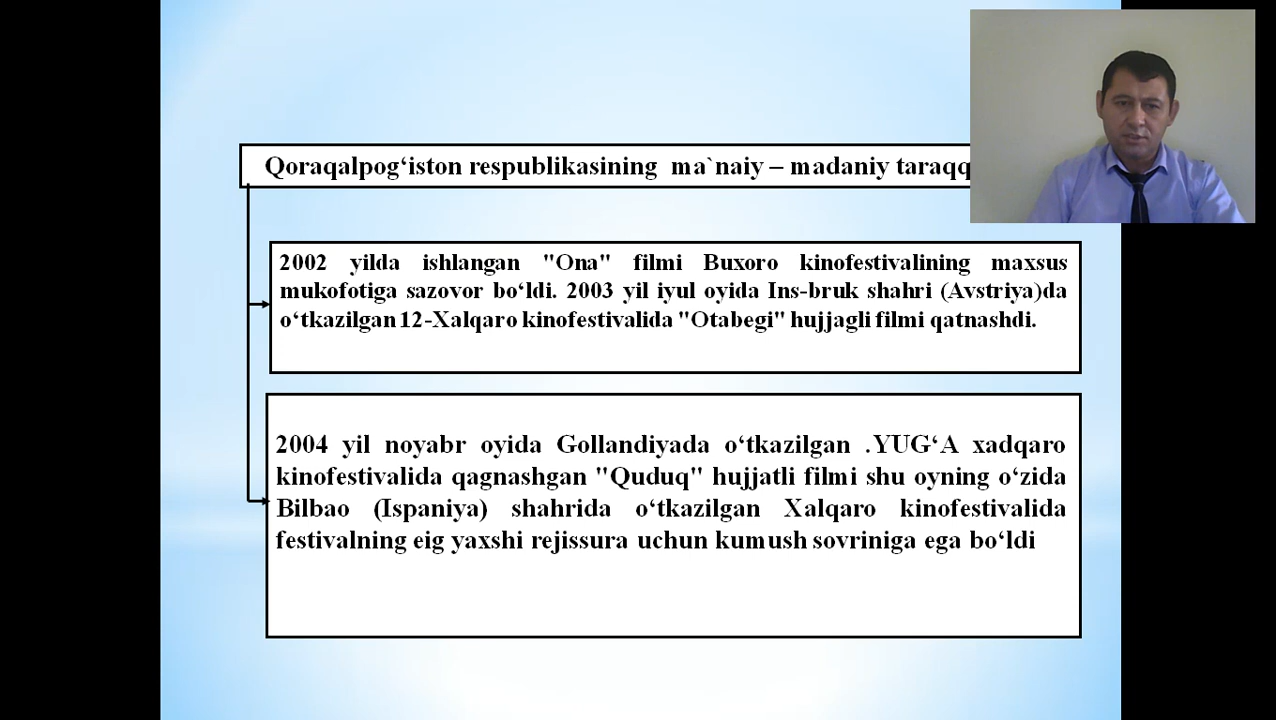 Qoraqalpog‘iston respublikasining ma`naiy – madaniy
2002 yilda ishlangan "Ona" filmi Buxoro kinofestivalining maxsus
mukofotiga sazovor bo‘ldi. 2003 yil iyul oyida Ins-bruk shahri (Avstriya)da
o‘tkazilgan 12-Xalqaro kinofestivalida "Otabegi" hujjagli filmi qatnashdi.
2004 yil noyabr oyida Gollandiyada o‘tkazilgan .YUG‘A xadqaro
kinofestivalida qagnashgan "Quduq" hujjatli filmi shu oyning o‘zida
Bilbao (Ispaniya) shahrida o‘tkazilgan Xalqaro kinofestivalida
festivalning eig yaxshi rejissura uchun kumush sovriniga ega bo‘ldi